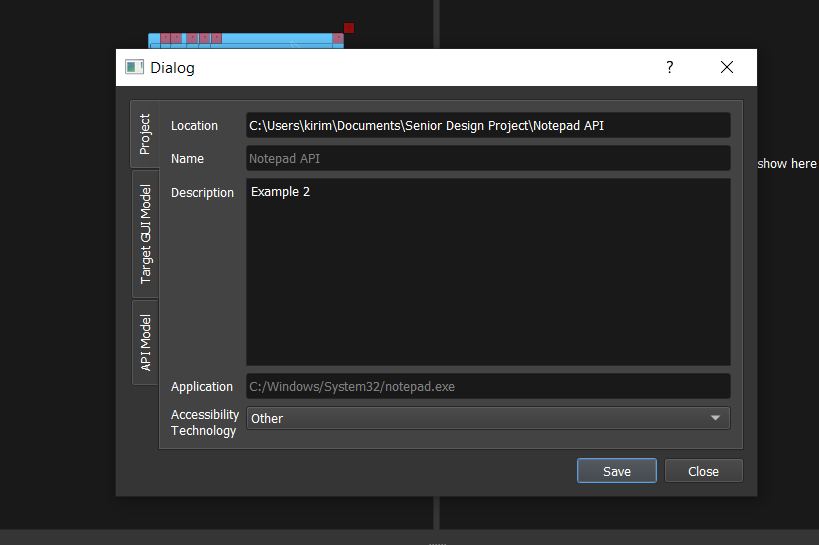 Dialog
?
Project
Target GUI Model
API Model
Location
C:\Users\kirim\Documents\Senior Design Project\Notepad API
Name
Notepad API
Description
Example 2
show here
Application
C:/Windows/System32/notepad.exe
Accessibility
Technology
Other
Save
Close